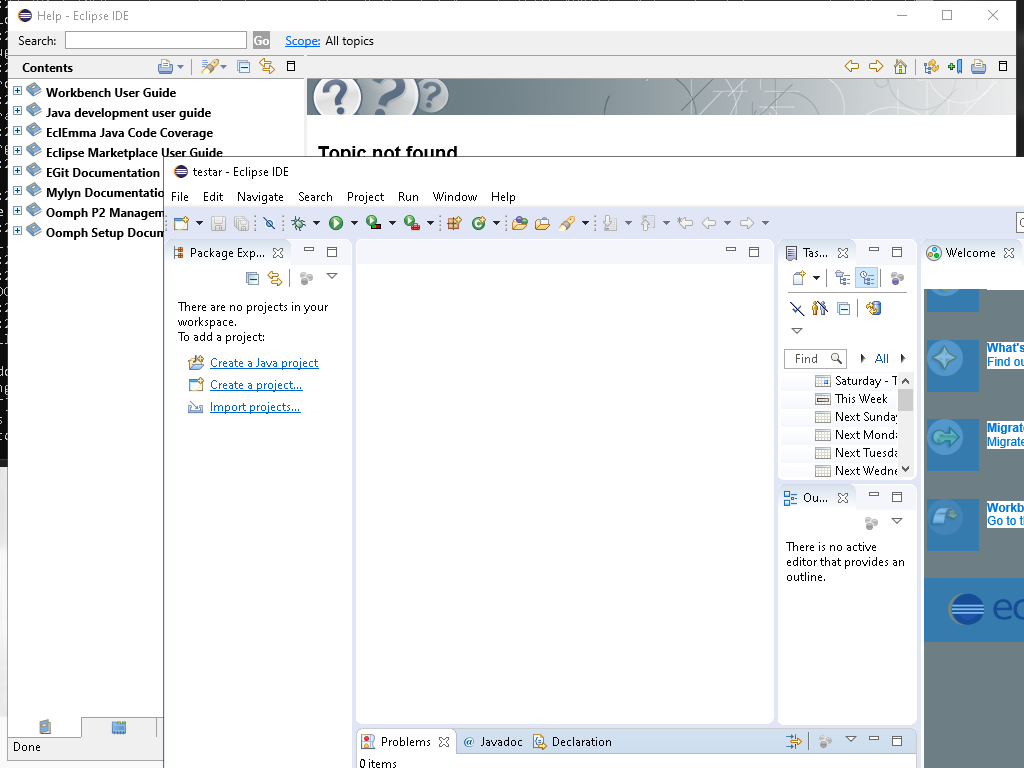 Help - Eclipse IDE
Search:
Go
Scope: All topics
Contents
Workbench User Guide
Java development user guide
EclEmma Java Code Coverage
Eclipse Marketplace User Guide
EGit Documentation
Mylyn Documentatio
Oomph P2 Managem
Oomph Setup Docun
Topic not found
Done
testar - Eclipse IDE
File Edit Navigate Search Project Run Window Help
Package Exp...
There are no projects in your
workspace.
To add a project:
Create a Java project
Create a project...
Import projects...
Tas...
Find
All
Saturday - T
This Week
Next Sunday
Next Monda
Next Tuesda
Next Wedne
Ou...
There is no active
editor that provides an
outline.
Welcome
What's
Find ou
Migrate
Migrate
Workb
Go to th
ec
Problems
@ Javadoc
Declaration
0 items